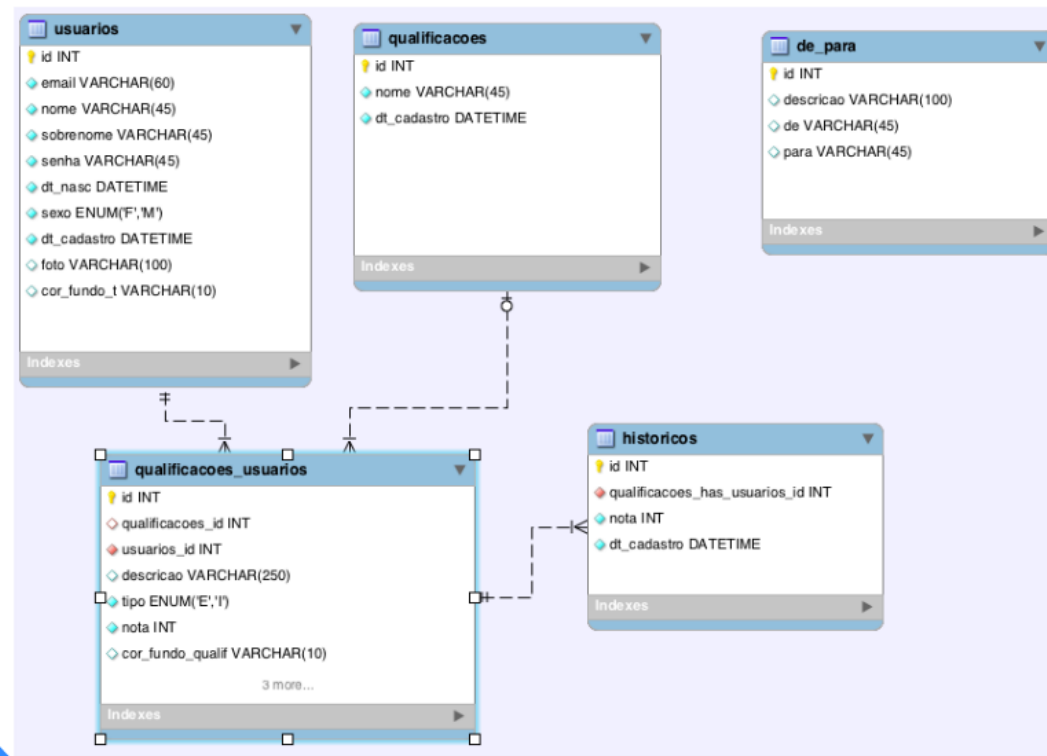 usuarios
id INT
email VARCHAR(60)
nome VARCHAR(45)
sobrenome VARCHAR(45)
senha VARCHAR(45)
dt_nasc DATETIME
sexo ENUM('F','M')
dt_cadastro DATETIME
foto VARCHAR(100)
cor_fundo_t VARCHAR(10)
Indexes
qualificacoes
id INT
nome VARCHAR(45)
dt_cadastro DATETIME
Indexes
de_para
id INT
descricao VARCHAR(100)
de VARCHAR(45)
para VARCHAR(45)
Indexes
qualificacoes_usuarios
id INT
qualificacoes_id INT
usuarios_id INT
descricao VARCHAR(250)
tipo ENUM('E','I')
nota INT
cor_fundo_qualif VARCHAR(10)
3 more...
Indexes
historicos
id INT
qualificacoes_has_usuarios_id INT
nota INT
dt_cadastro DATETIME
Indexes